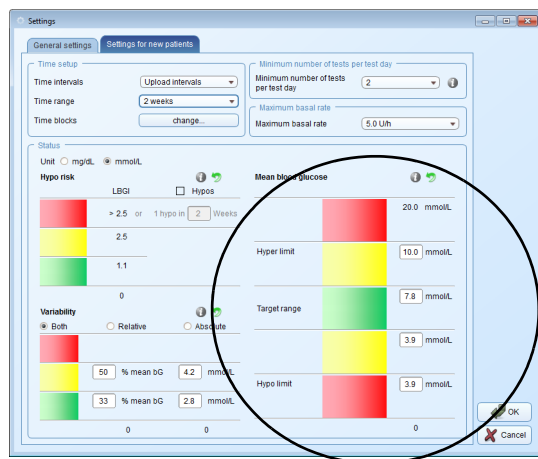 Settings
General settings Settings for new patients
Time setup
Time intervals Upload intervals
Time range 2 weeks
Time blocks change...
Minimum number of tests per test day
Minimum number of tests
per test day 2
Maximum basal rate
Maximum basal rate 5.0 U/h
Status
Unit mg/dL mmol/L
Hypo risk
LBGI Hypos
> 2.5 or 1 hypo in 2 Weeks
2.5
1.1
0
Variability
Both Relative Absolute
50 % mean bG 4.2 mmol/L
33 % mean bG 2.8 mmol/L
0 0
Mean blood glucose
20.0 mmol/L
Hyper limit 10.0 mmol/L
Target range 7.8 mmol/L
3.9 mmol/L
Hypo limit 3.9 mmol/L
0
OK
Cancel